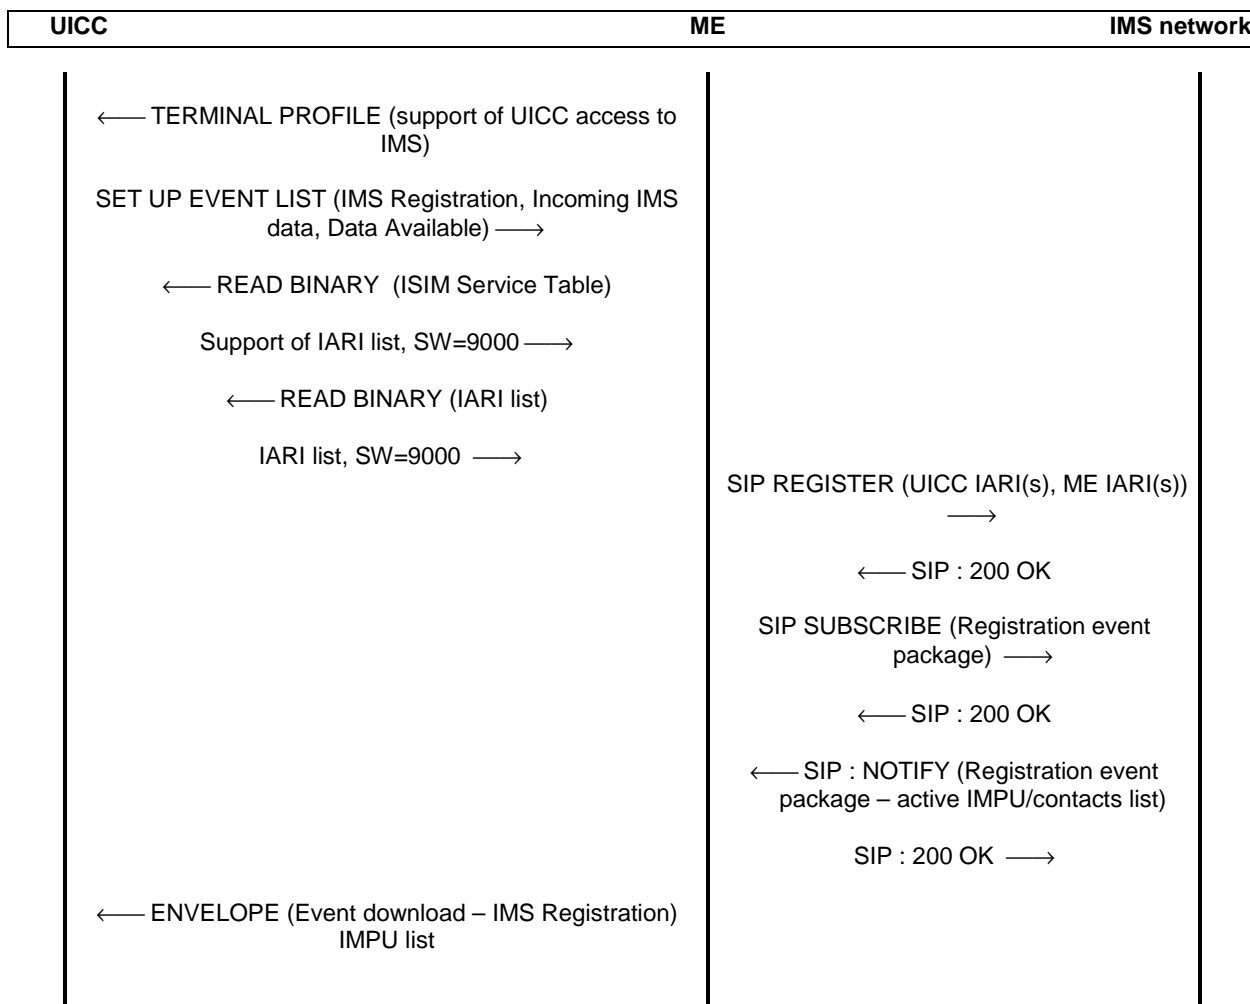 UICC ME IMS network
⟵ TERMINAL PROFILE (support of UICC access to
IMS)
SET UP EVENT LIST (IMS Registration, Incoming IMS
data, Data Available) ⟶
⟵ READ BINARY (ISIM Service Table)
Support of IARI list, SW=9000 ⟶
⟵ READ BINARY (IARI list)
IARI list, SW=9000 ⟶
SIP REGISTER (UICC IARI(s), ME IARI(s))
⟶
⟵ SIP : 200 OK
SIP SUBSCRIBE (Registration event
package) ⟶
⟵ SIP : 200 OK
⟵ SIP : NOTIFY (Registration event
package – active IMPU/contacts list)
SIP : 200 OK ⟶
⟵ ENVELOPE (Event download – IMS Registration)
IMPU list